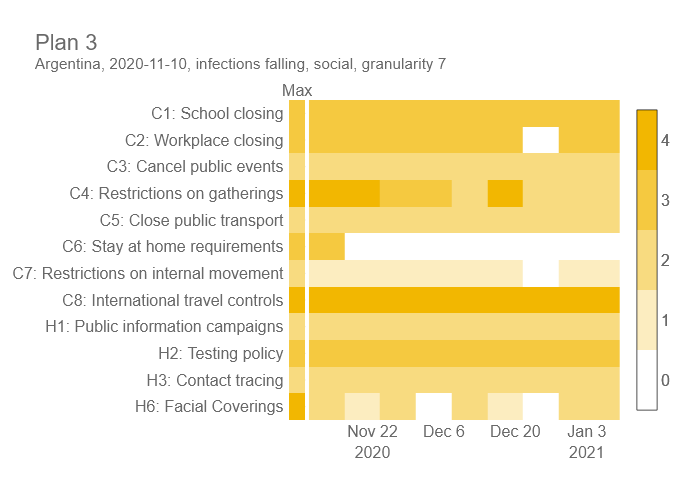 Plan 3
Argentina, 2020-11-10, infections falling, social, granularity 7
Max
C1: School closing
C2: Workplace closing
C3: Cancel public events
C4: Restrictions on gatherings
C5: Close public transport
C6: Stay at home requirements
C7: Restrictions on internal movement
C8: International travel controls
H1: Public information campaigns
H2: Testing policy
H3: Contact tracing
H6: Facial Coverings
4
3
2
1
0
Nov 22 Dec 6 Dec 20 Jan 3
2020 2021